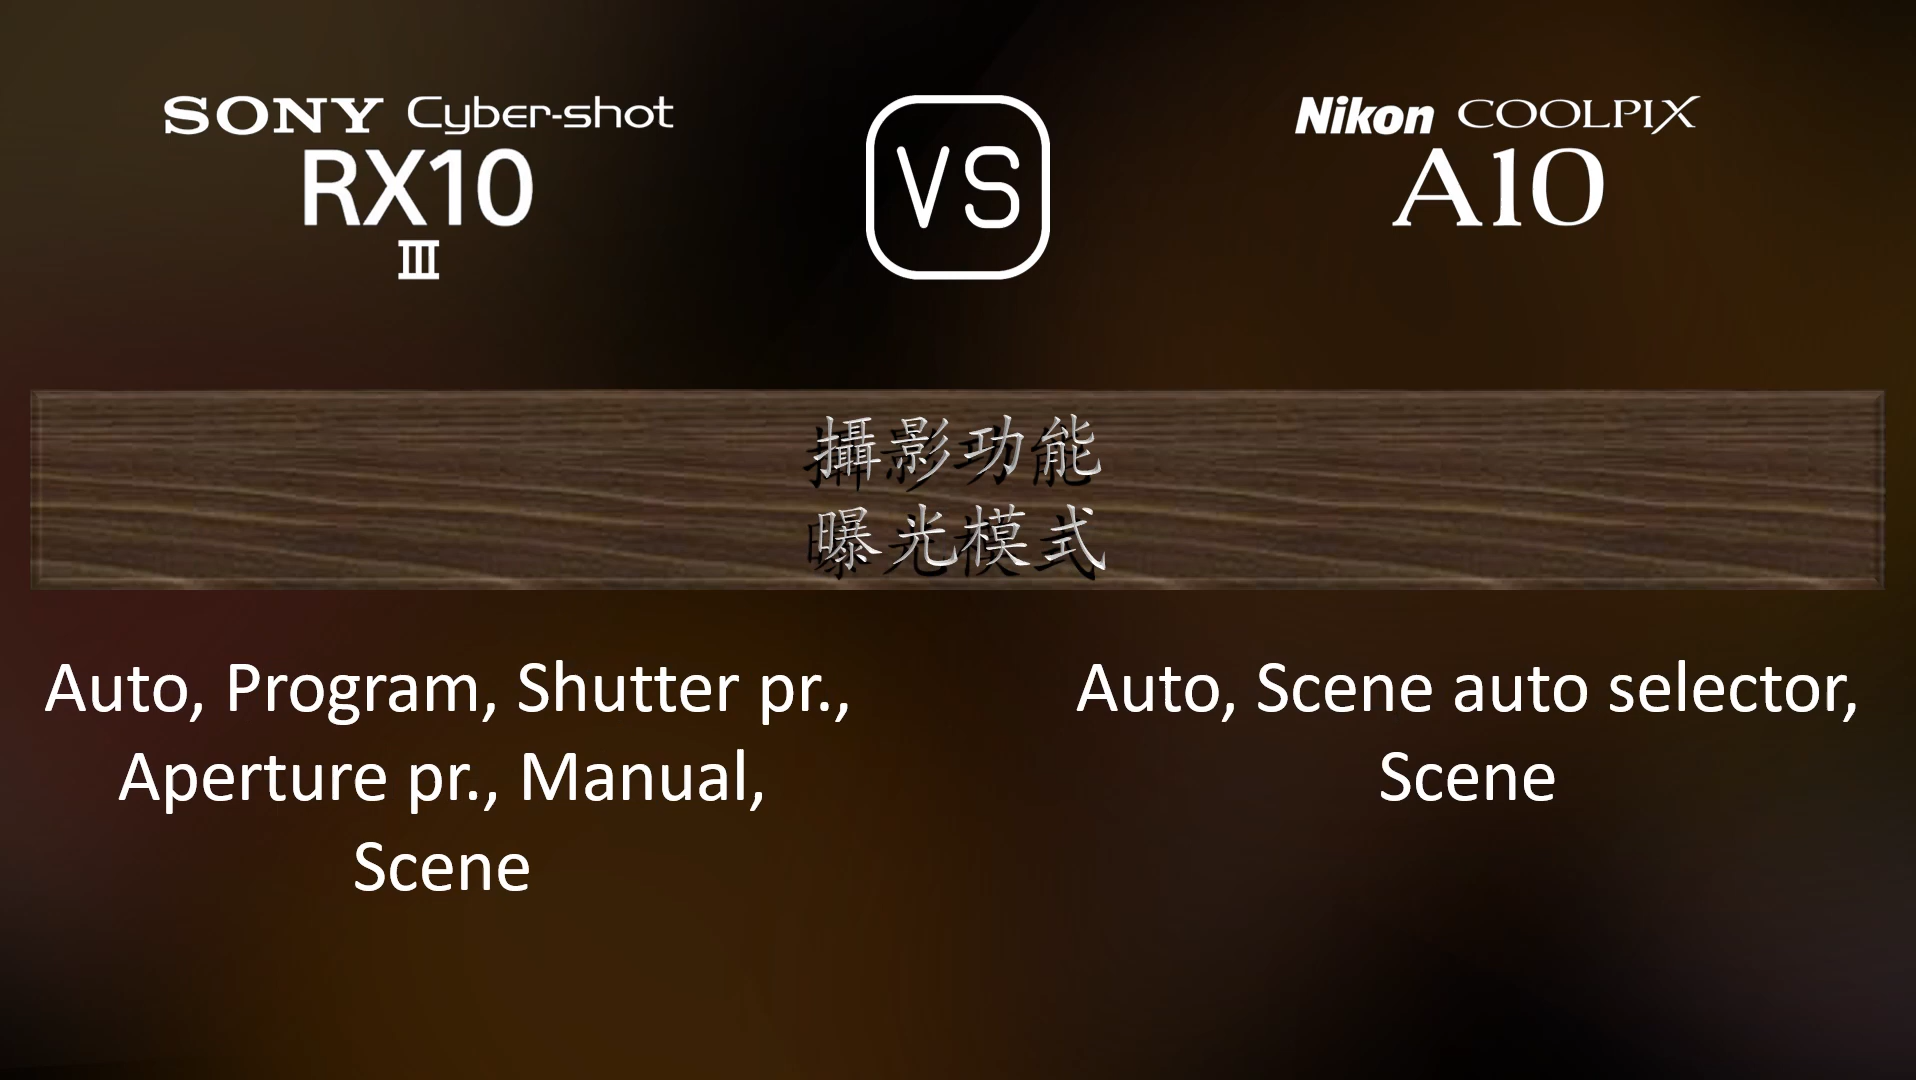 SONY Cyber-shot
RX10
III
VS
Nikon COOLPIX
A10
攝影功能
曝光模式
Auto, Program, Shutter pr.,
Aperture pr., Manual,
Scene
Auto, Scene auto selector,
Scene